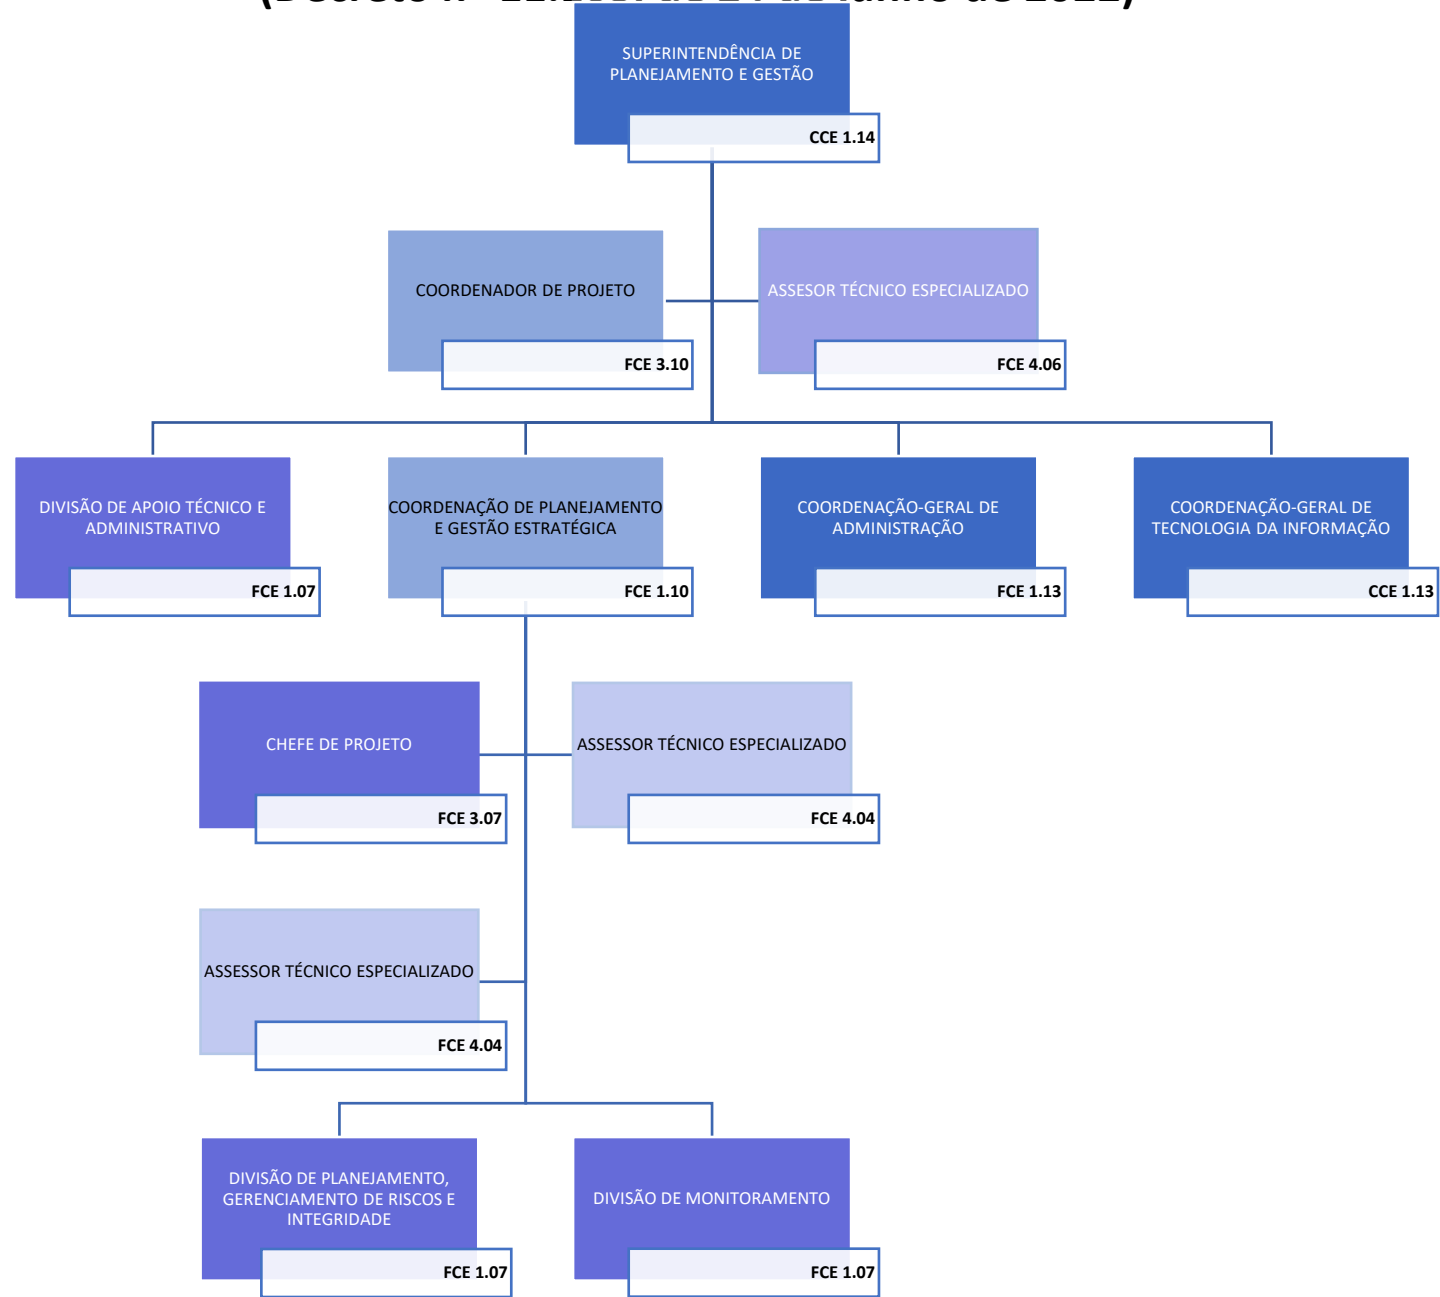 (Decreto nº
de 2022)
SUPERINTENDÊNCIA DE
PLANEJAMENTO E GESTÃO
CCE 1.14
COORDENADOR DE PROJETO
FCE 3.10
ASSESOR TÉCNICO ESPECIALIZADO
FCE 4.06
DIVISÃO DE APOIO TÉCNICO E
ADMINISTRATIVO
FCE 1.07
COORDENAÇÃO DE PLANEJAMENTO
E GESTÃO ESTRATÉGICA
FCE 1.10
COORDENAÇÃO-GERAL DE
ADMINISTRAÇÃO
FCE 1.13
COORDENAÇÃO-GERAL DE
TECNOLOGIA DA INFORMAÇÃO
CCE 1.13
CHEFE DE PROJETO
FCE 3.07
ASSESSOR TÉCNICO ESPECIALIZADO
FCE 4.04
ASSESSOR TÉCNICO ESPECIALIZADO
FCE 4.04
DIVISÃO DE PLANEJAMENTO,
GERENCIAMENTO DE RISCOS E
INTEGRIDADE
FCE 1.07
DIVISÃO DE MONITORAMENTO
FCE 1.07